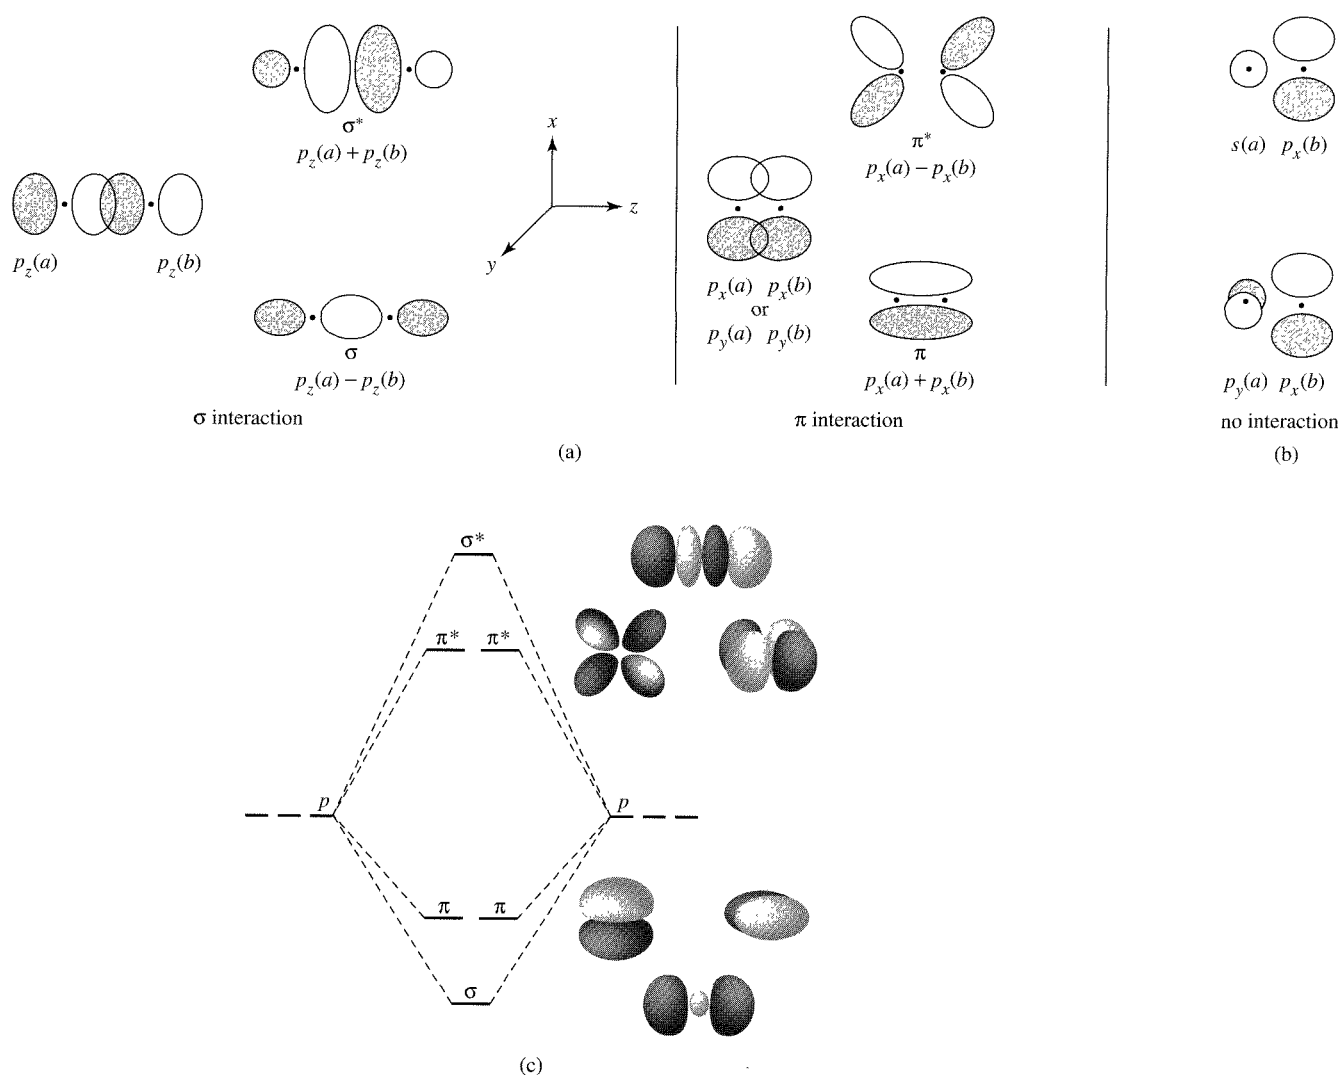 σ*
p_z(a) + p_z(b)
p_z(a)
p_z(b)
x
z
y
σ
p_z(a) − p_z(b)
σ interaction
π*
p_x(a) − p_x(b)
p_x(a) p_x(b)
or
p_y(a) p_y(b)
π
p_x(a) + p_x(b)
π interaction
(a)
s(a) p_x(b)
p_y(a) p_x(b)
no interaction
(b)
σ*
π* π*
p
p
π π
σ
(c)